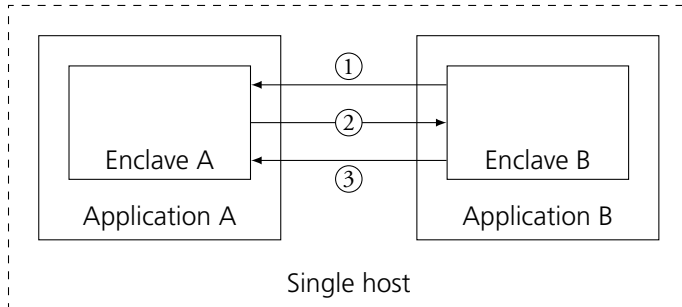 ①
②
③
Enclave A
Enclave B
Application A
Application B
Single host